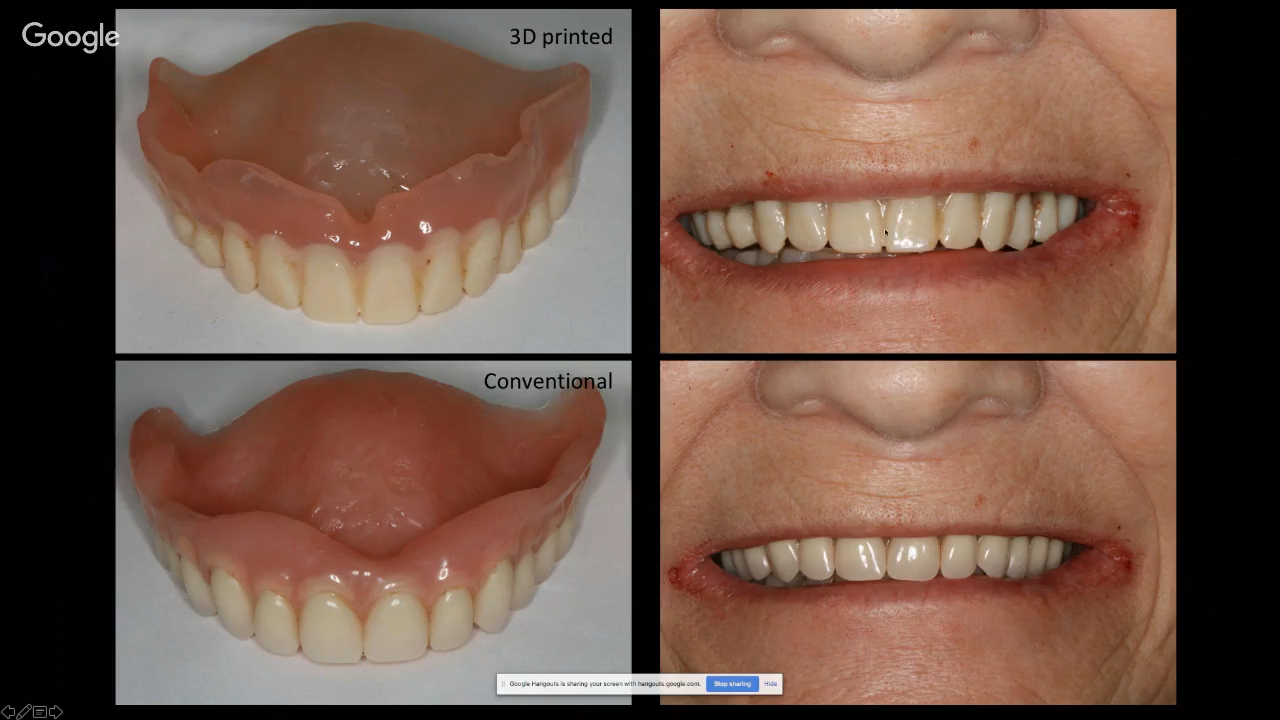 Google
3D printed
Conventional
Google Hangouts is sharing your screen with hangouts.google.com.
Stop sharing
Hide